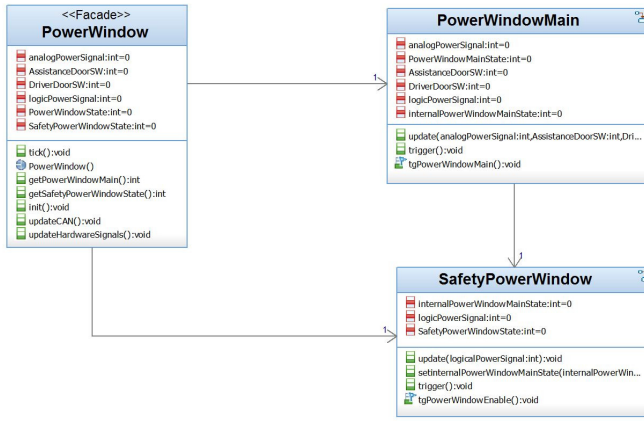 <<Facade>>
PowerWindow
analogPowerSignal:int=0
AssistanceDoorSW:int=0
DriverDoorSW:int=0
logicPowerSignal:int=0
PowerWindowState:int=0
SafetyPowerWindowState:int=0
tick():void
PowerWindow()
getPowerWindowMain():int
getSafetyPowerWindowState():int
init():void
updateCAN():void
updateHardwareSignals():void
1
PowerWindowMain
analogPowerSignal:int=0
PowerWindowMainState:int=0
AssistanceDoorSW:int=0
DriverDoorSW:int=0
logicPowerSignal:int=0
internalPowerWindowMainState:int=0
update(analogPowerSignal:int,AssistanceDoorSW:int,Dri...
trigger():void
tgPowerWindowMain():void
1
1
SafetyPowerWindow
internalPowerWindowMainState:int=0
logicPowerSignal:int=0
SafetyPowerWindowState:int=0
update(logicalPowerSignal:int):void
setinternalPowerWindowMainState(internalPowerWin...
trigger():void
tgPowerWindowEnable():void